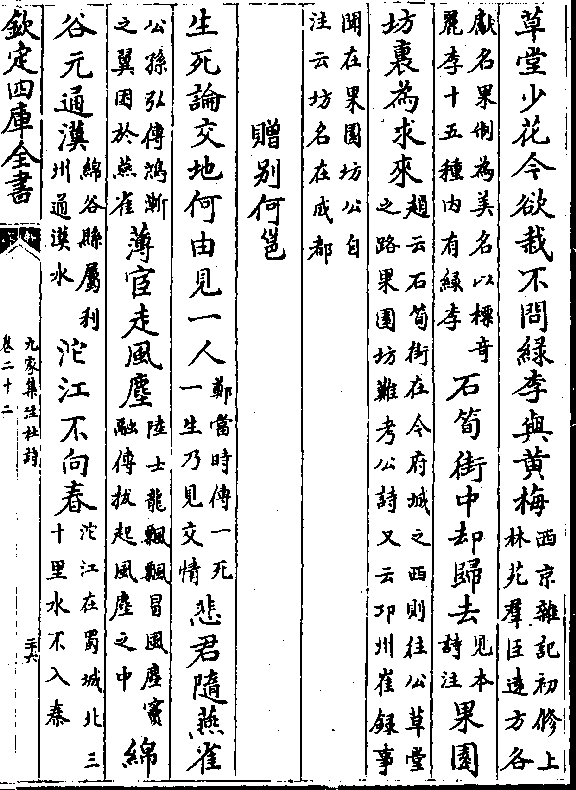 草堂少花今欲栽不問綠李與黃梅西京雜記初修上林苑羣臣逺方各
獻名果例為美名以標竒麗李十五種内有緑李石筍街中却歸去見本詩注果園
坊裏為求來趙云石筍街在今府城之西則往公草堂之路果園坊難考公詩又云卭州崔録事
聞在果園坊公自注云坊名在成都
贈别何邕
生死論交地何由見一人鄭當時傳一死一生乃見交情悲君隨燕雀
公孫弘傳鴻漸之翼困於燕雀薄宦走風塵陸士龍飄飄冒風塵竇融傳拔起風塵之中綿
谷元通漢綿谷縣屬利州通漢水沱江不向秦沱江在蜀城北三十里水不入秦
欽定四庫全書
九家集注杜詩
卷二十二
二十六